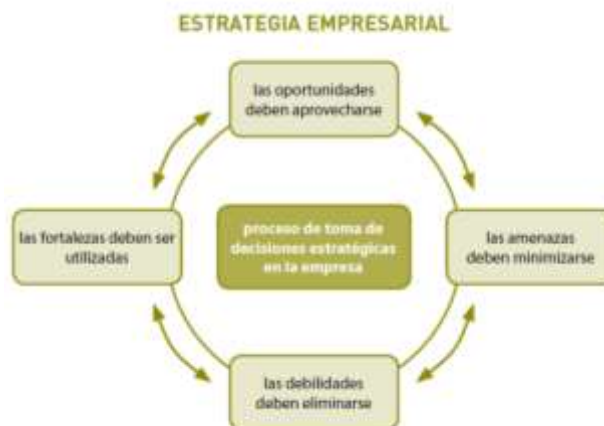 ESTRATEGIA EMPRESARIAL
las oportunidades
deben aprovecharse
las fortalezas deben ser
utilizadas
proceso de toma de
decisiones estratégicas
en la empresa
las amenazas
deben minimizarse
las debilidades
deben eliminarse